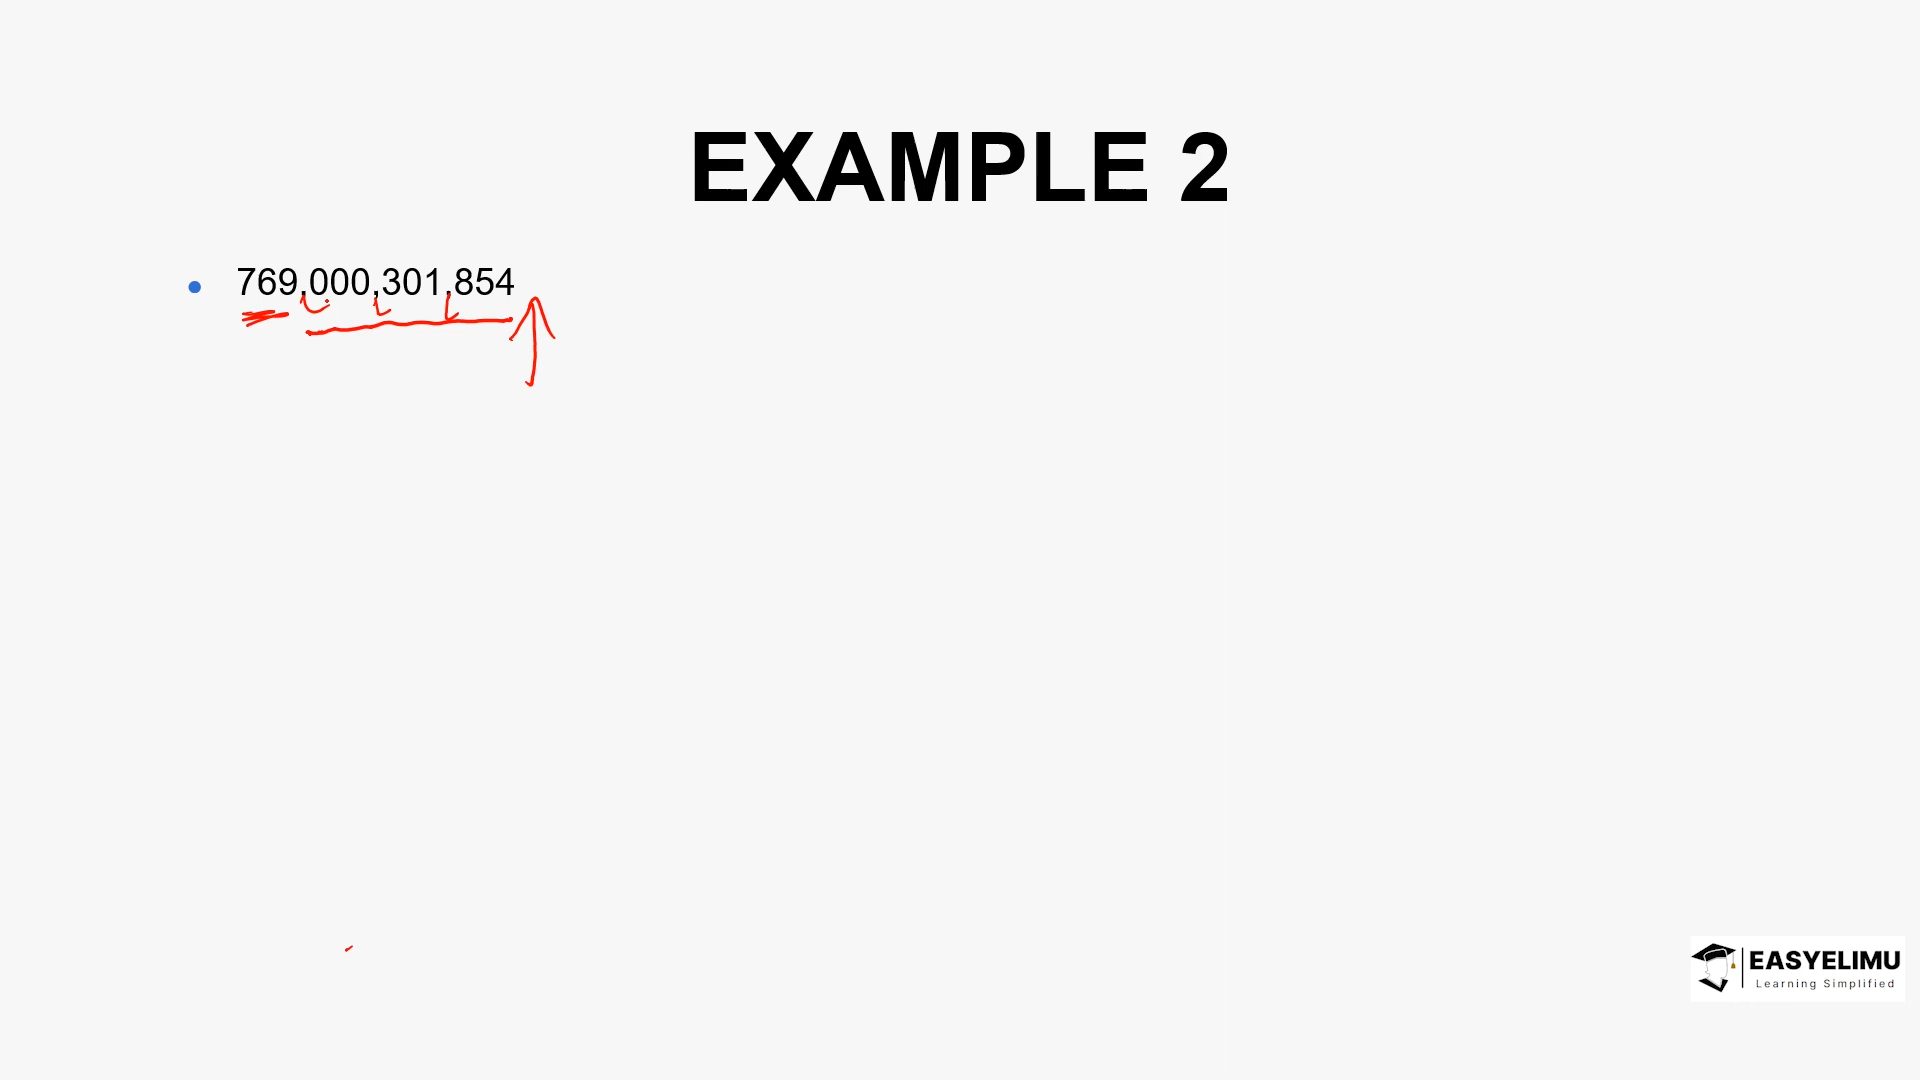 EXAMPLE 2
• 769,000,301,854
EASYELIMU
Learning Simplified